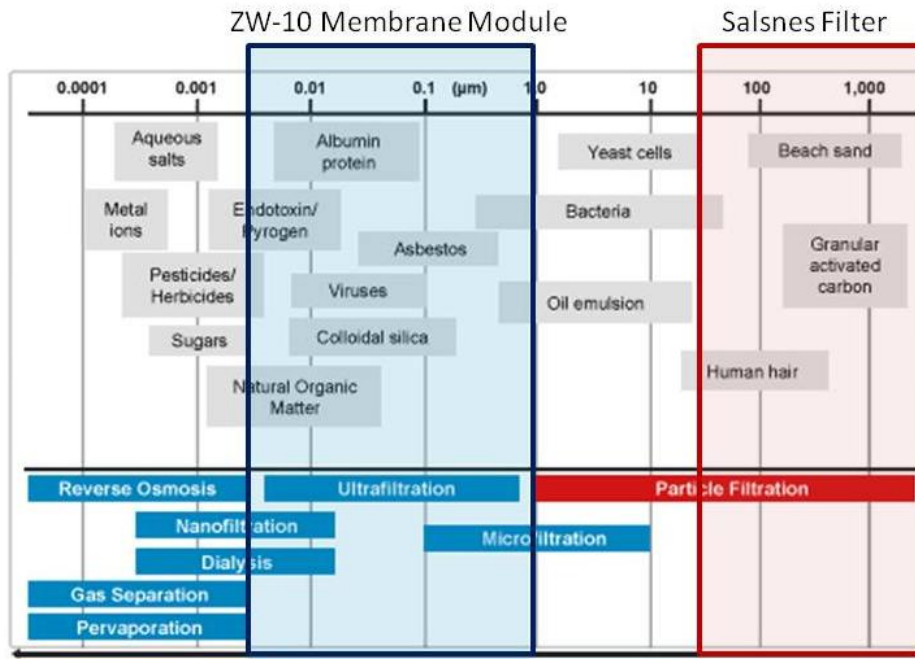 ZW-10 Membrane Module
Salsnes Filter
0.0001 0.001 0.01 0.1 (µm) 1.0 10 100 1,000
Aqueous
salts
Albumin
protein
Yeast cells
Beach sand
Metal
ions
Endotoxin/
Pyrogen
Bacteria
Asbestos
Granular
activated
carbon
Pesticides/
Herbicides
Viruses
Oil emulsion
Sugars
Colloidal silica
Human hair
Natural Organic
Matter
Reverse Osmosis
Ultrafiltration
Particle Filtration
Nanofiltration
Microfiltration
Dialysis
Gas Separation
Pervaporation